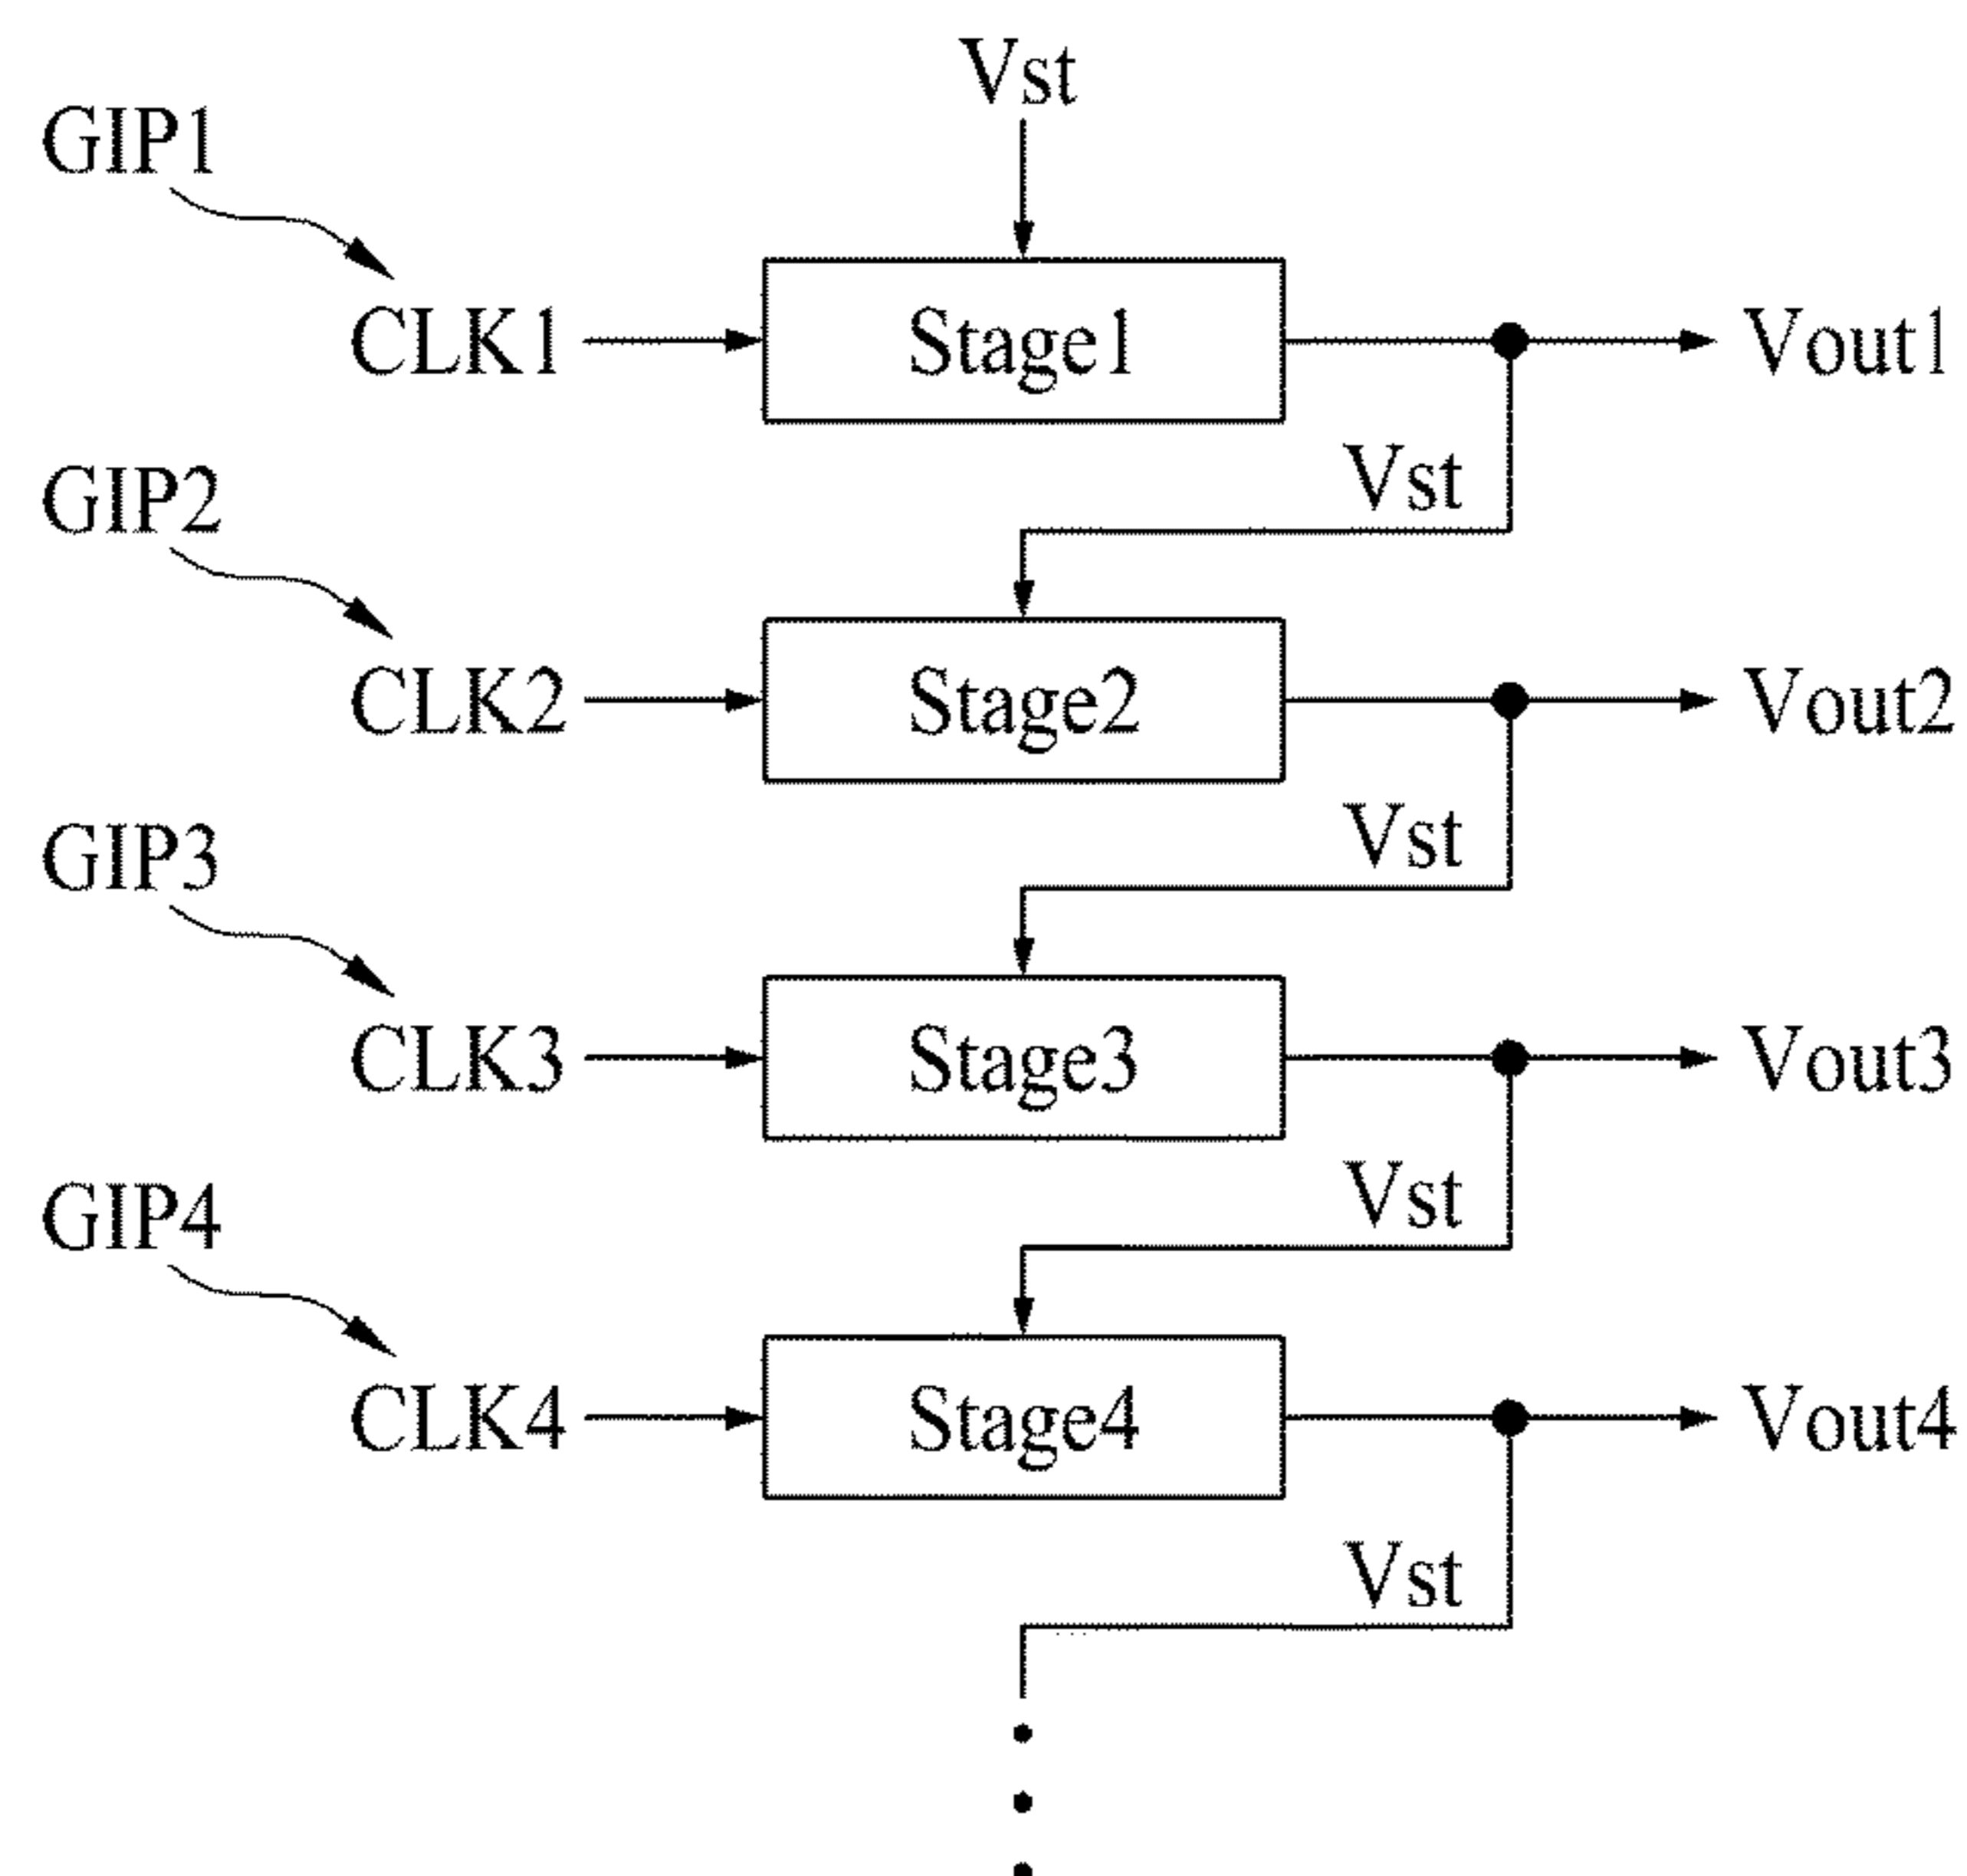 Vst
GIP1
CLK1 Stage1 Vout1
Vst
GIP2
CLK2 Stage2 Vout2
Vst
GIP3
CLK3 Stage3 Vout3
Vst
GIP4
CLK4 Stage4 Vout4
Vst